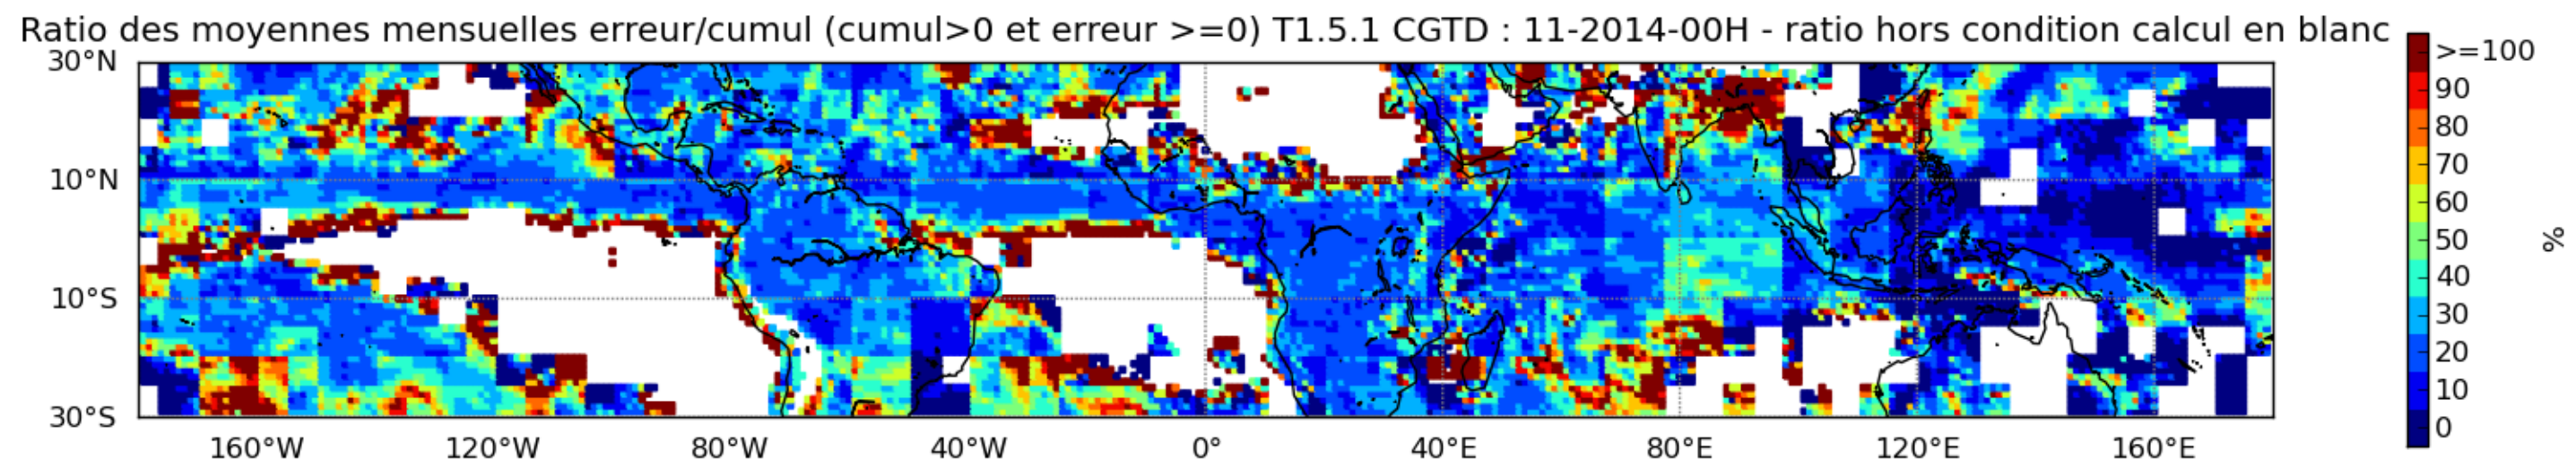 Ratio des moyennes mensuelles erreur/cumul (cumul>0 et erreur >=0) T1.5.1 CGTD : 11-2014-00H - ratio hors condition calcul en blanc
30°N
10°N
10°S
30°S
160°W 120°W 80°W 40°W 0° 40°E 80°E 120°E 160°E
>=100
90
80
70
60
50
40
30
20
10
0
%